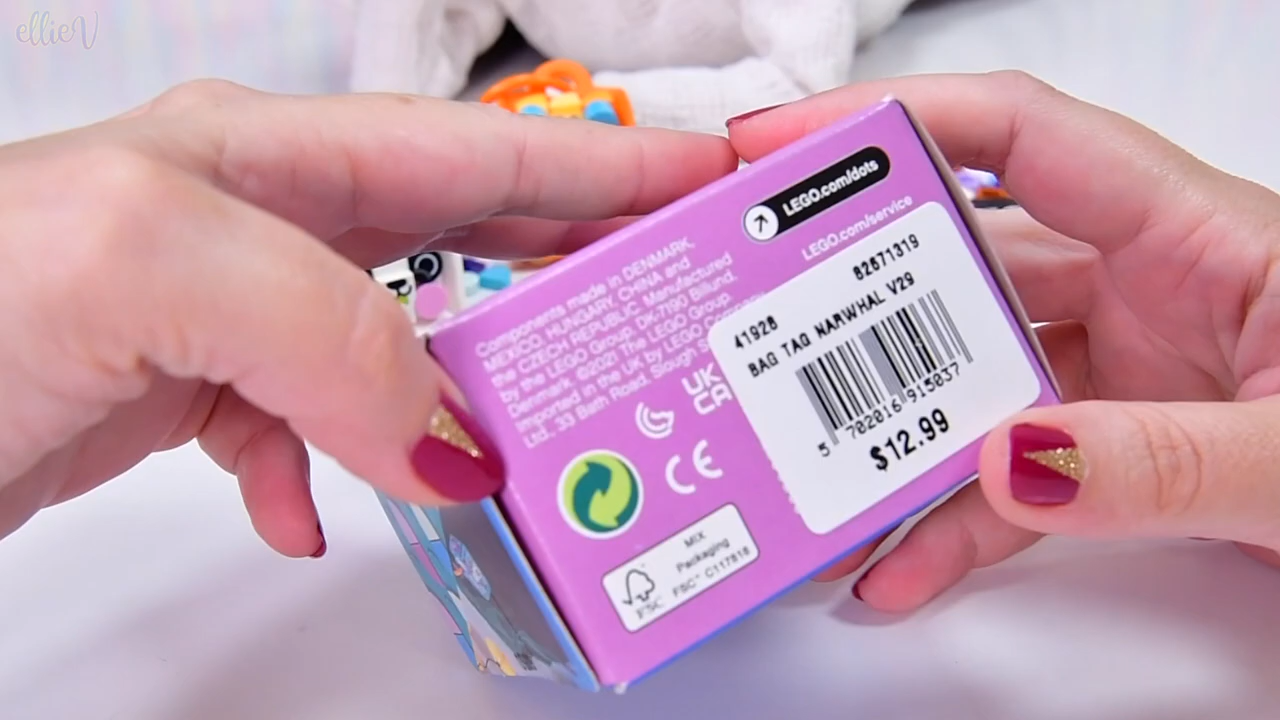 ellieV
LEGO.com/dots
LEGO.com/service
Components made in DENMARK,
MEXICO, HUNGARY, CHINA and
the CZECH REPUBLIC. Manufactured
by the LEGO Group, DK-7190 Billund,
Denmark. ©2021 The LEGO Group.
Imported in the UK by LEGO Company
Ltd., 33 Bath Road, Slough
82671319
41928
BAG TAG NARWHAL V29
5 702016 915037
$12.99
UK
CA
CE
MIX
Packaging
FSC™ C117818
FSC